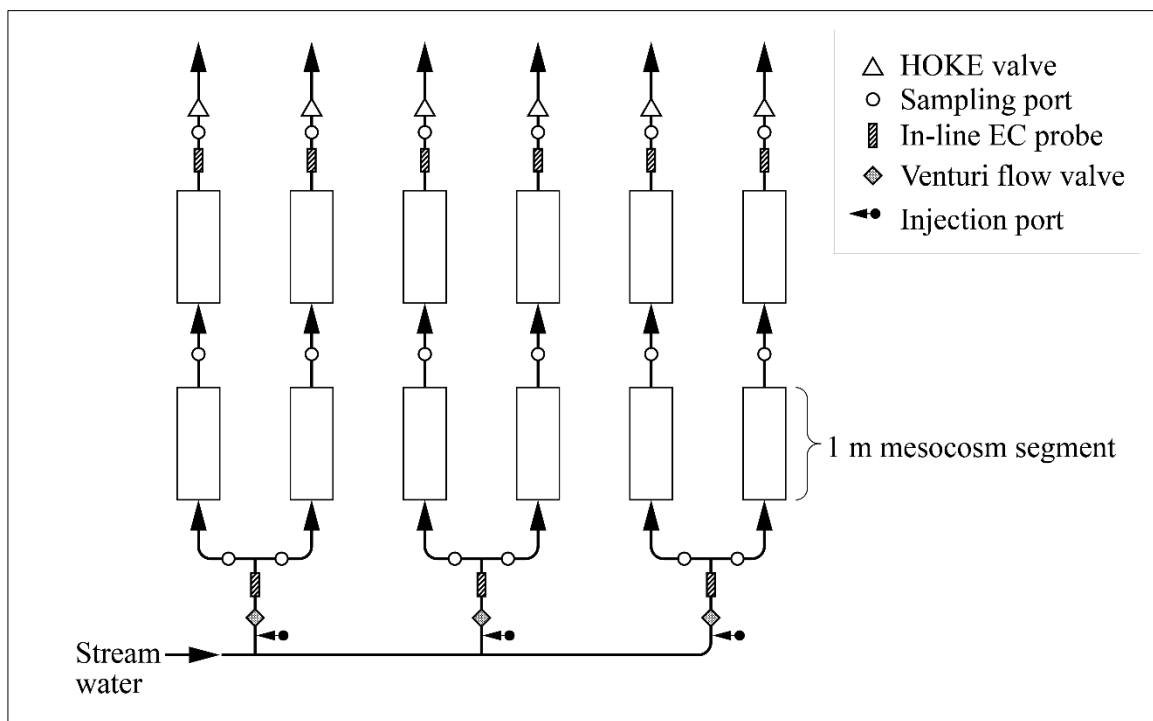 HOKE valve
Sampling port
In-line EC probe
Venturi flow valve
Injection port
1 m mesocosm segment
Stream
water